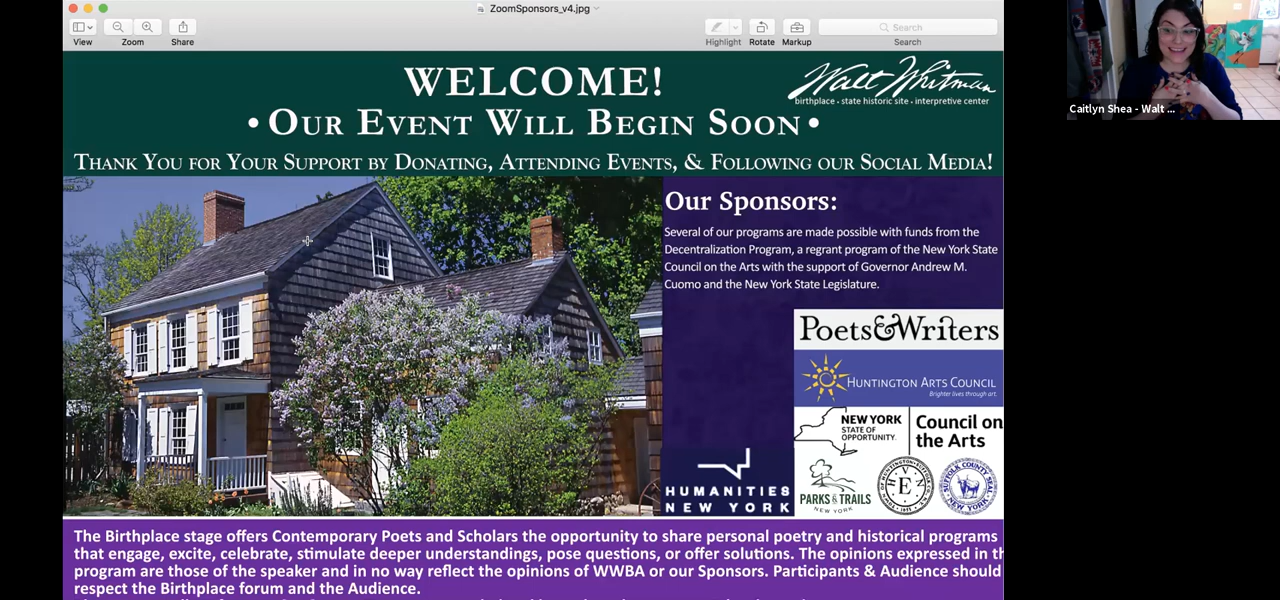 ZoomSponsors_v4.jpg
View
Zoom
Share
Highlight
Rotate
Markup
Search
Search
Caitlyn Shea - Walt ...
WELCOME!
Walt Whitman
birthplace • state historic site • interpretive center
• OUR EVENT WILL BEGIN SOON •
THANK YOU FOR YOUR SUPPORT BY DONATING, ATTENDING EVENTS, & FOLLOWING OUR SOCIAL MEDIA!
Our Sponsors:
Several of our programs are made possible with funds from the
Decentralization Program, a regrant program of the New York State
Council on the Arts with the support of Governor Andrew M.
Cuomo and the New York State Legislature.
Poets&Writers
HUNTINGTON ARTS COUNCIL
Brighter lives through art.
NEW YORK
STATE OF
OPPORTUNITY.
Council on
the Arts
HUMANITIES
NEW YORK
PARKS & TRAILS
NEW YORK
The Birthplace stage offers Contemporary Poets and Scholars the opportunity to share personal poetry and historical programs
that engage, excite, celebrate, stimulate deeper understandings, pose questions, or offer solutions. The opinions expressed in th
program are those of the speaker and in no way reflect the opinions of WWBA or our Sponsors. Participants & Audience should
respect the Birthplace forum and the Audience.